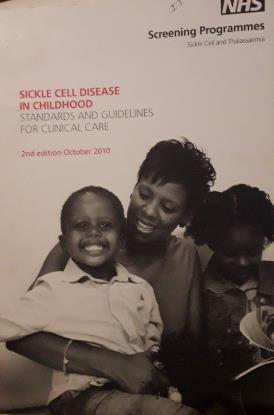 NHS
Screening Programmes
Sickle Cell and Thalassaemia
SICKLE CELL DISEASE
IN CHILDHOOD
STANDARDS AND GUIDELINES
FOR CLINICAL CARE
2nd edition October 2010